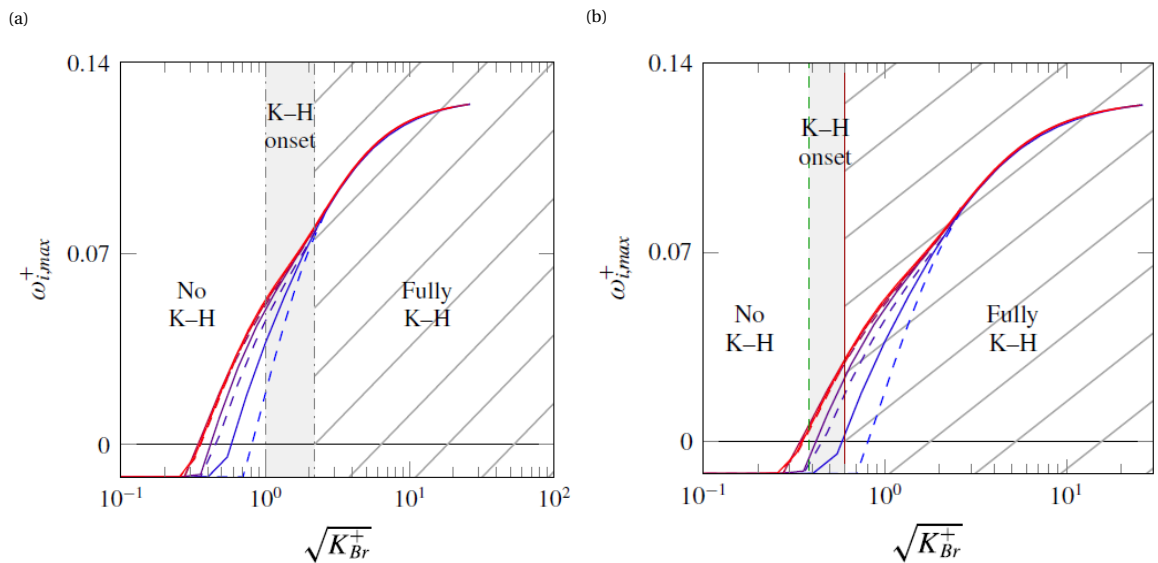 (a)
0.14
K–H
onset
0.07
ω⁺i,max
No
K–H
Fully
K–H
0
10⁻¹
10⁰
10¹
10²
√K⁺Br
(b)
0.14
K–H
onset
0.07
ω⁺i,max
No
K–H
Fully
K–H
0
10⁻¹
10⁰
10¹
√K⁺Br